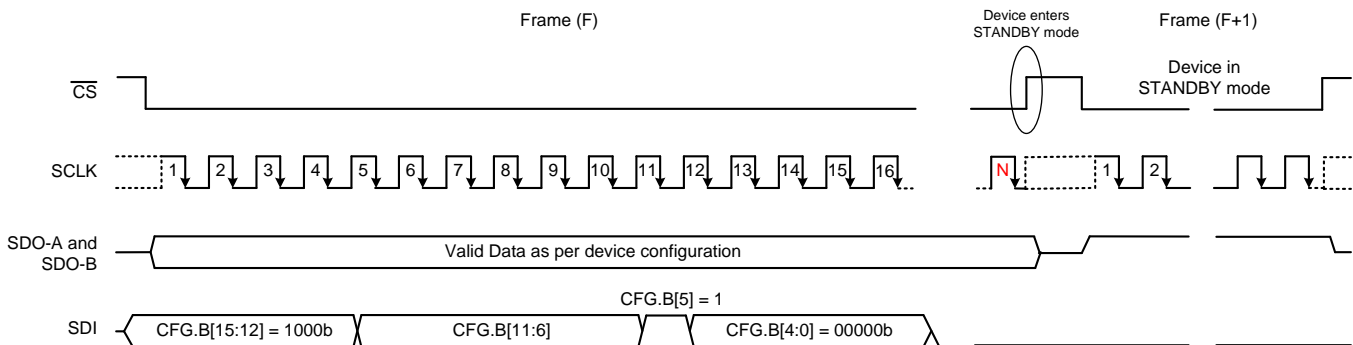 Frame (F)
Device enters
STANDBY mode
Frame (F+1)
CS
Device in
STANDBY mode
SCLK
1 2 3 4 5 6 7 8 9 10 11 12 13 14 15 16 N 1 2
SDO-A and
SDO-B
Valid Data as per device configuration
CFG.B[5] = 1
SDI
CFG.B[15:12] = 1000b
CFG.B[11:6]
CFG.B[4:0] = 00000b